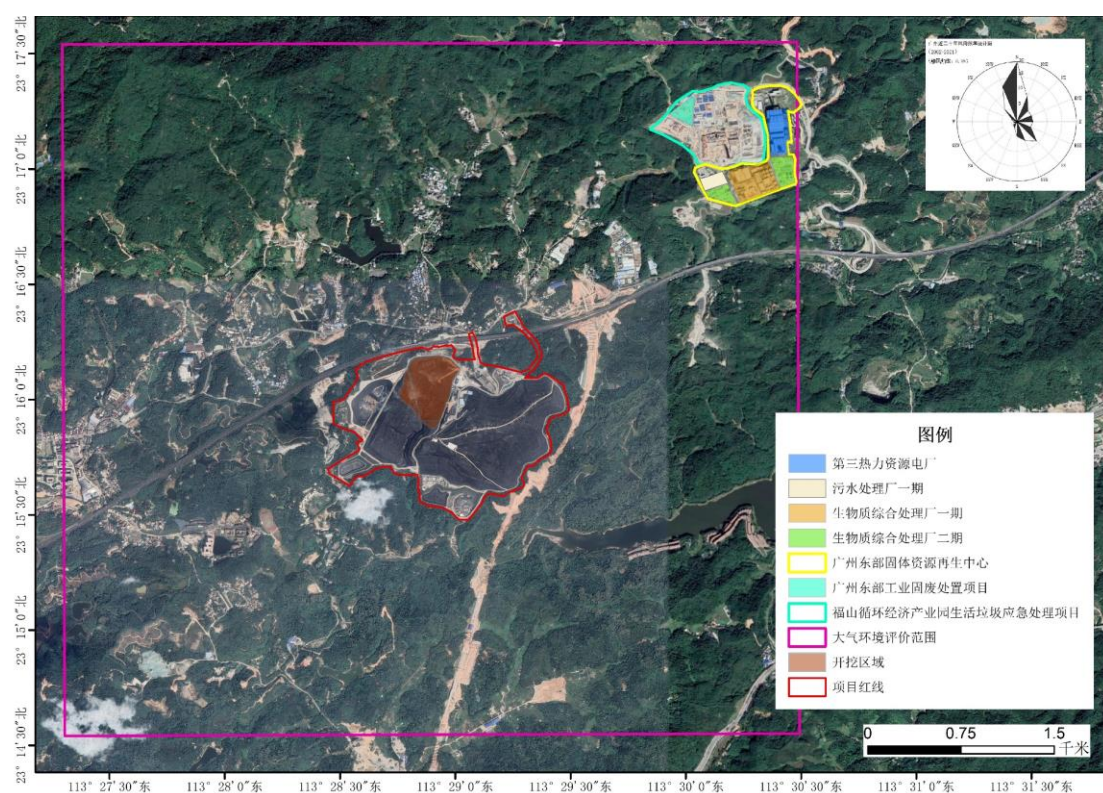 图例
第三热力资源电厂
污水处理厂一期
生物质综合处理厂一期
生物质综合处理厂二期
广州东部固体资源再生中心
广州东部工业固废处置项目
福山循环经济产业园生活垃圾应急处理项目
大气环境评价范围
开挖区域
项目红线
0 0.75 1.5
千米
23° 17'30"北
23° 17'0"北
23° 16'30"北
23° 16'0"北
23° 15'30"北
23° 15'0"北
23° 14'30"北
113° 27'30"东 113° 28'0"东 113° 28'30"东 113° 29'0"东 113° 29'30"东 113° 30'0"东 113° 30'30"东 113° 31'0"东 113° 31'30"东